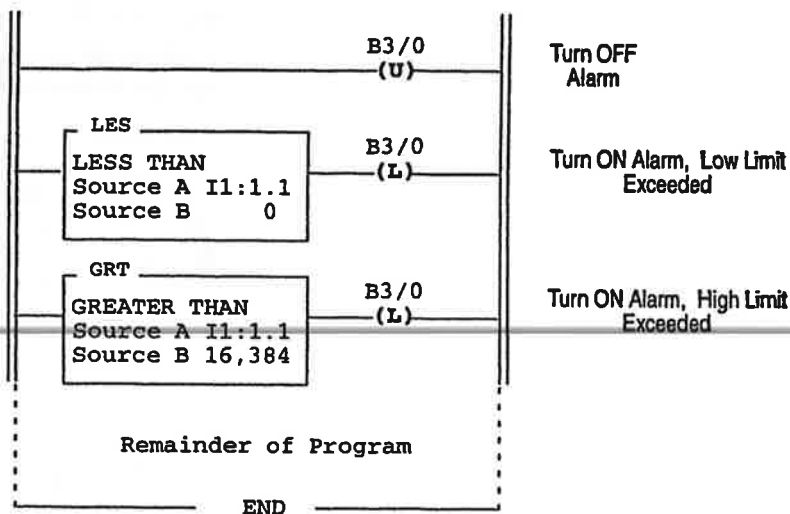 B3/0
(U)
Turn OFF
Alarm
LES
LESS THAN
Source A I1:1.1
Source B 0
B3/0
(L)
Turn ON Alarm, Low Limit
Exceeded
GRT
GREATER THAN
Source A I1:1.1
Source B 16,384
B3/0
(L)
Turn ON Alarm, High Limit
Exceeded
Remainder of Program
END